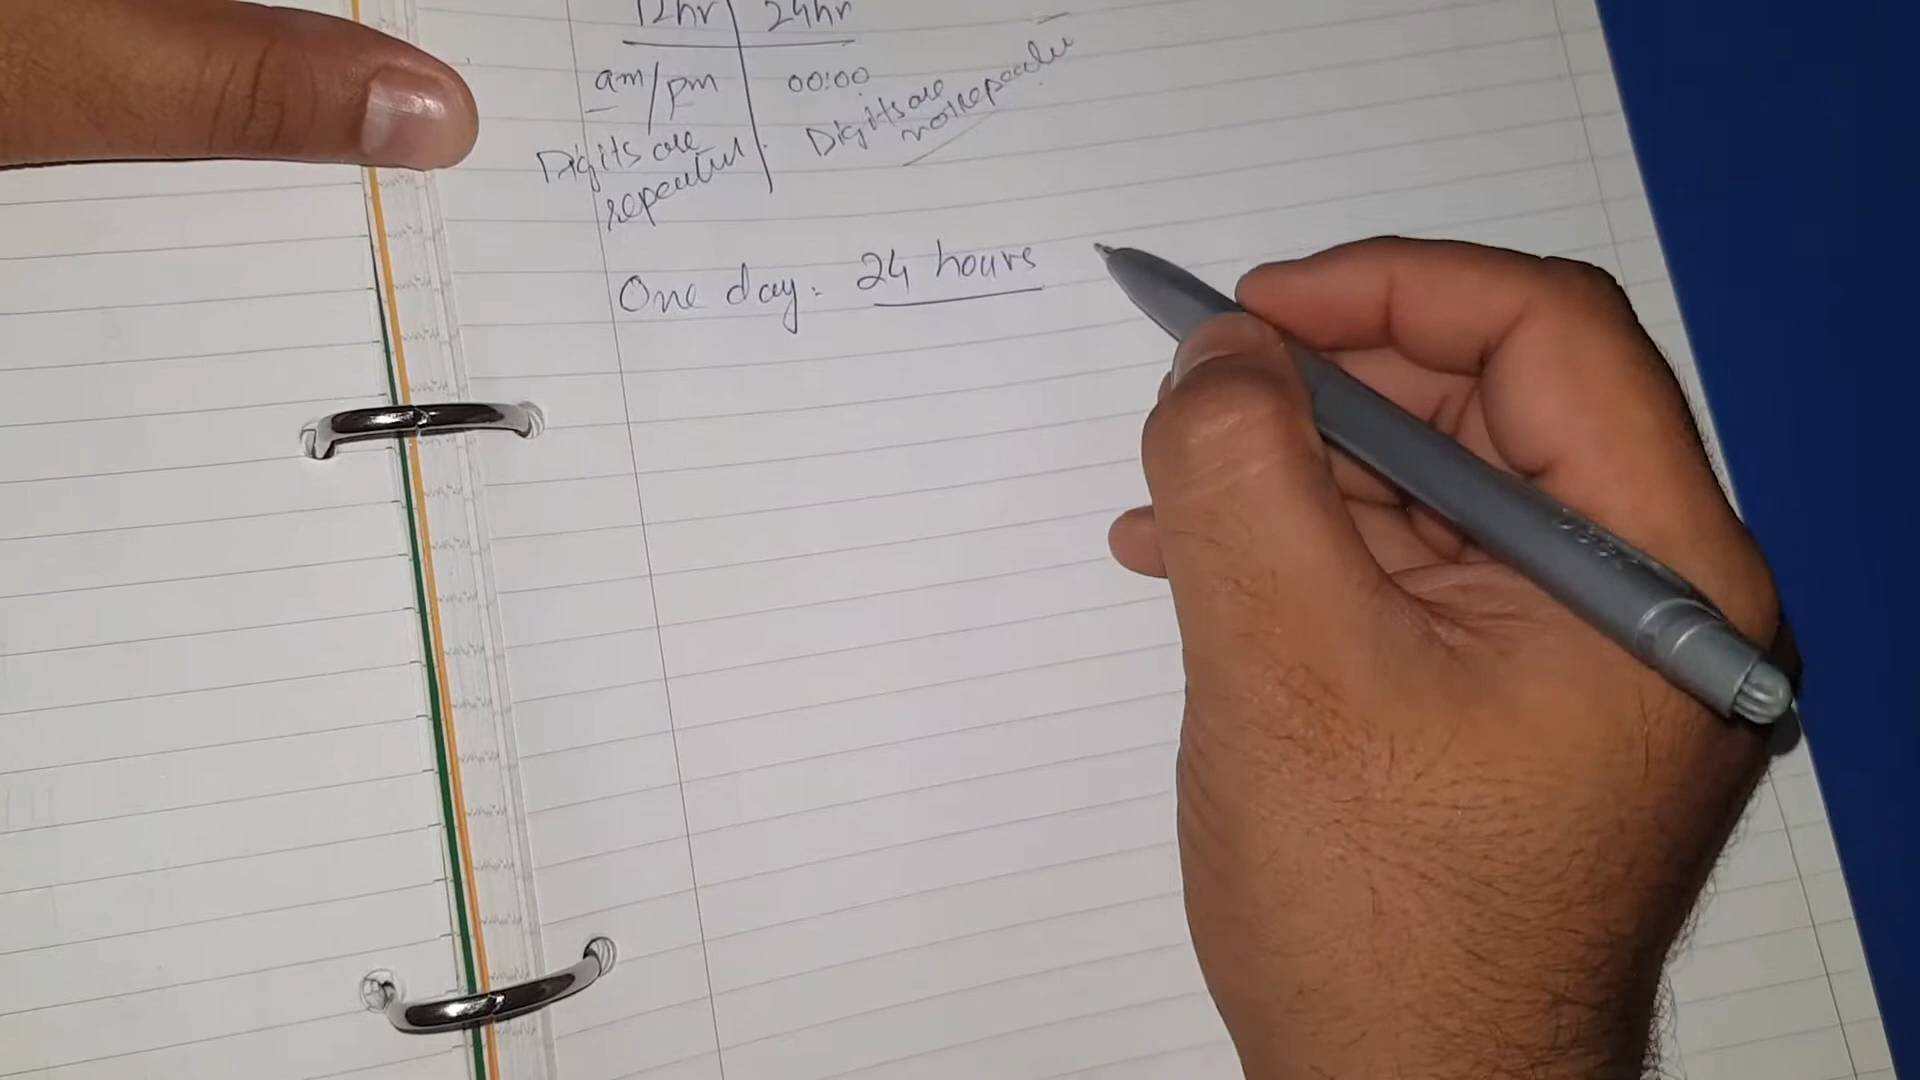 12hr 24hr
am/pm 00:00
Digits are
repeated
Digits are
not repeated
One day: 24 hours